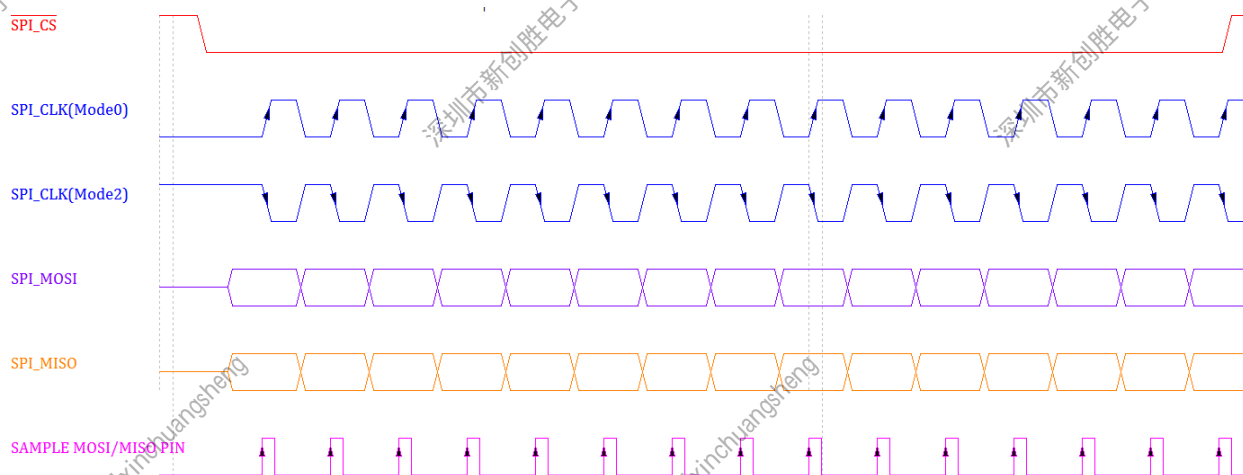 SPI_CS
深圳市新创胜电子
深圳市新创胜电子
SPI_CLK(Mode0)
SPI_CLK(Mode2)
SPI_MOSI
SPI_MISO
xinchuangsheng
xinchuangsheng
SAMPLE MOSI/MISO PIN